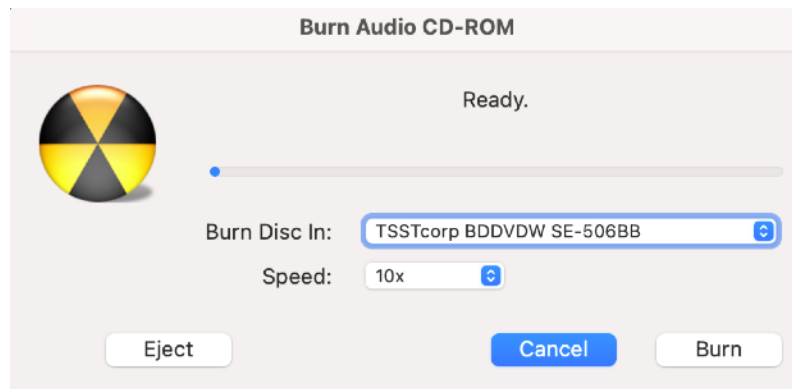 Burn Audio CD-ROM
Ready.
Burn Disc In: TSSTcorp BDDVDW SE-506BB
Speed: 10x
Eject Cancel Burn